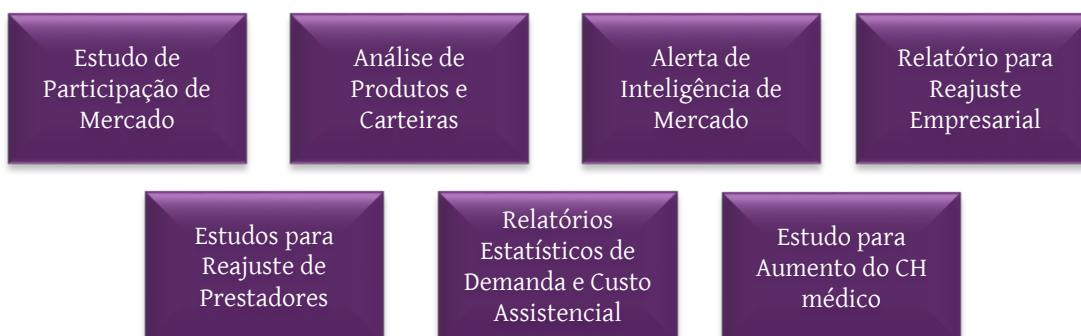 Estudo de
Participação de
Mercado
Análise de
Produtos e
Carteiras
Alerta de
Inteligência de
Mercado
Relatório para
Reajuste
Empresarial
Estudos para
Reajuste de
Prestadores
Relatórios
Estatísticos de
Demanda e Custo
Assistencial
Estudo para
Aumento do CH
médico